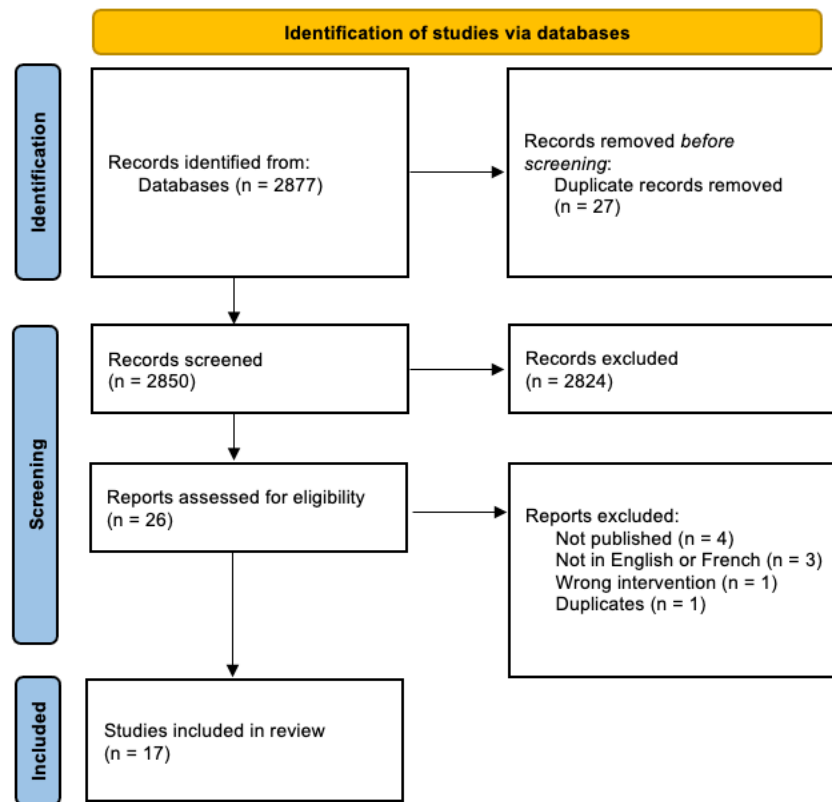 Identification of studies via databases
Identification
Records identified from:
Databases (n = 2877)
Records removed before
screening:
Duplicate records removed
(n = 27)
Screening
Records screened
(n = 2850)
Records excluded
(n = 2824)
Reports assessed for eligibility
(n = 26)
Reports excluded:
Not published (n = 4)
Not in English or French (n = 3)
Wrong intervention (n = 1)
Duplicates (n = 1)
Included
Studies included in review
(n = 17)